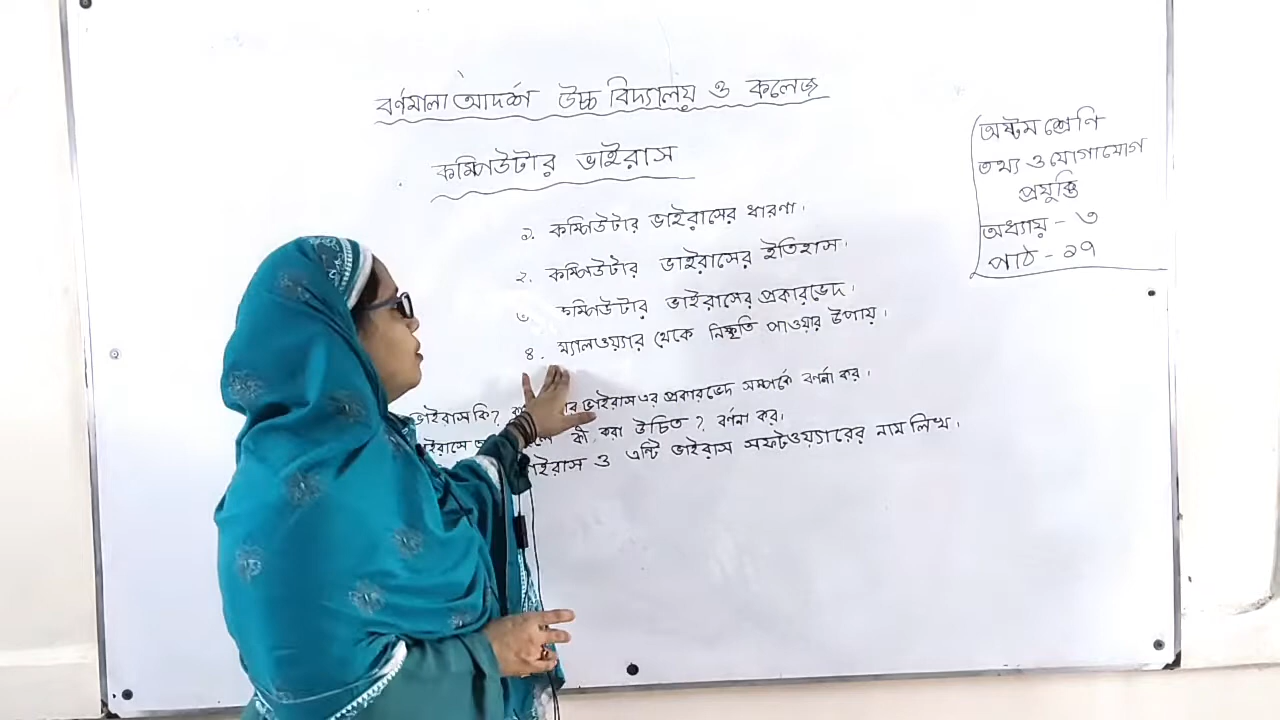 বর্ণমালা আদর্শ উচ্চ বিদ্যালয় ও কলেজ
কম্পিউটার ভাইরাস
১. কম্পিউটার ভাইরাসের ধারণা।
২. কম্পিউটার ভাইরাসের ইতিহাস।
৩ কম্পিউটার ভাইরাসের প্রকারভেদ।
৪. ম্যালওয়্যার থেকে নিষ্কৃতি পাওয়ার উপায়।
ভাইরাস কি? ভাইরাস এর প্রকারভেদ সম্পর্কে বর্ণনা কর।
কী করা উচিত? বর্ণনা কর।
ভাইরাস ও এন্টি ভাইরাস সফটওয়্যারের নাম লিখ।
অষ্টম শ্রেণি
তথ্য ও যোগাযোগ
প্রযুক্তি
অধ্যায় - ৩
পাঠ - ১৭